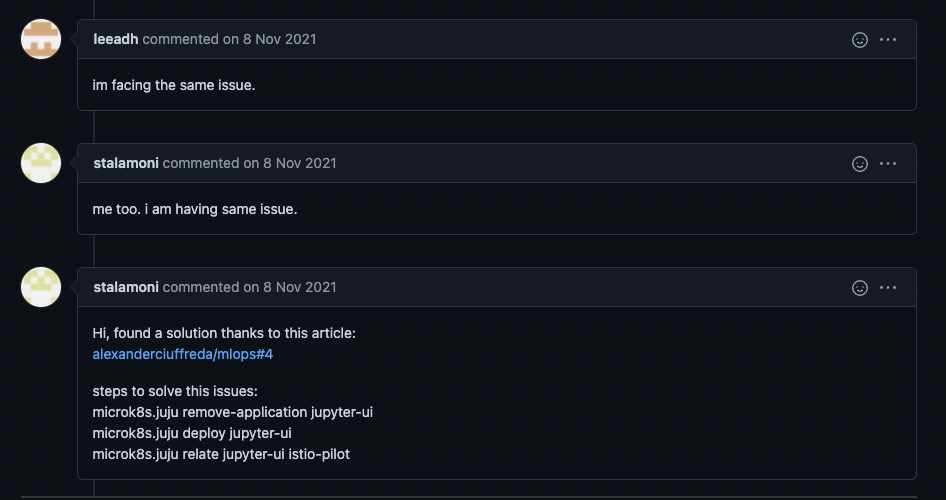 leeadh commented on 8 Nov 2021
im facing the same issue.
stalamoni commented on 8 Nov 2021
me too. i am having same issue.
stalamoni commented on 8 Nov 2021
Hi, found a solution thanks to this article:
alexanderciuffreda/mlops#4
steps to solve this issues:
microk8s.juju remove-application jupyter-ui
microk8s.juju deploy jupyter-ui
microk8s.juju relate jupyter-ui istio-pilot